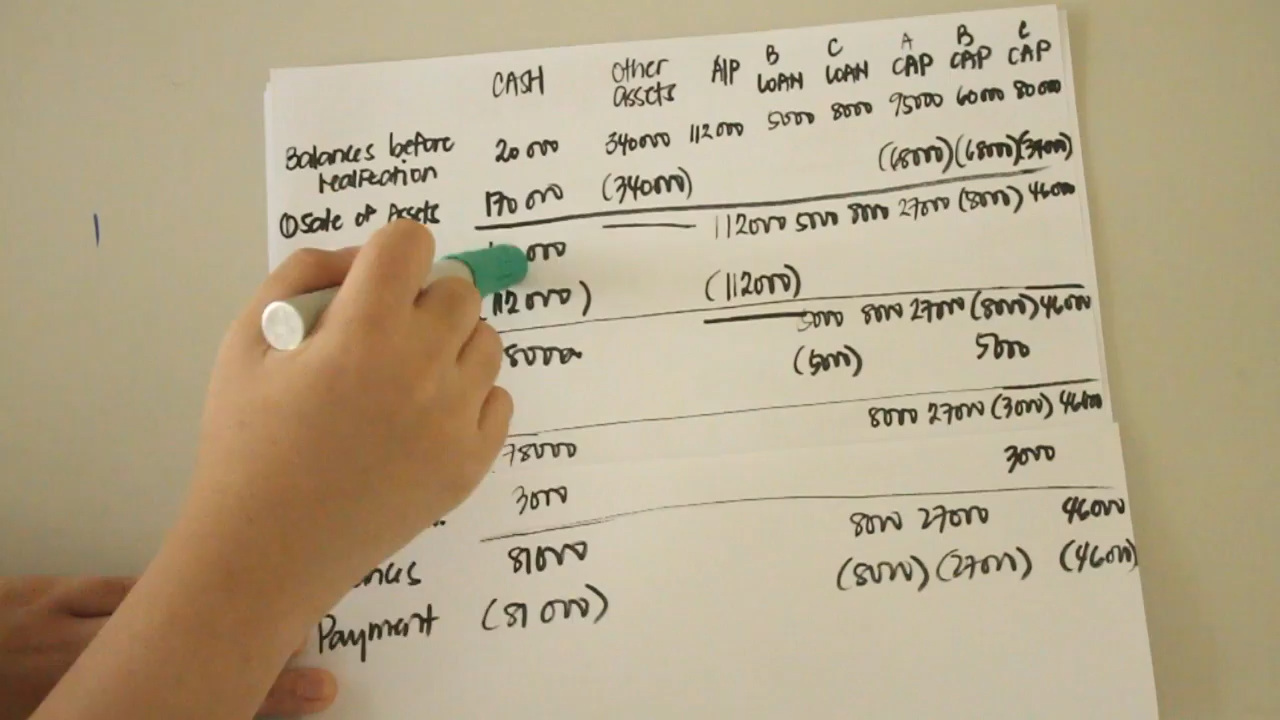 CASH Other assets A/P B LOAN C LOAN A CAP B CAP C CAP
Balances before realization 20000 340000 112000 5000 8000 95000 60000 80000
① Sale of Assets 170000 (340000) (68000) (68000) (34000)
000 112000 5000 8000 27000 (8000) 46000
(112000) (112000)
5000 8000 27000 (8000) 46000
(5000) 5000
78000 8000 27000 (3000) 46000
3000 3000
81000 8000 27000 46000
Payment (81000) (8000) (27000) (46000)